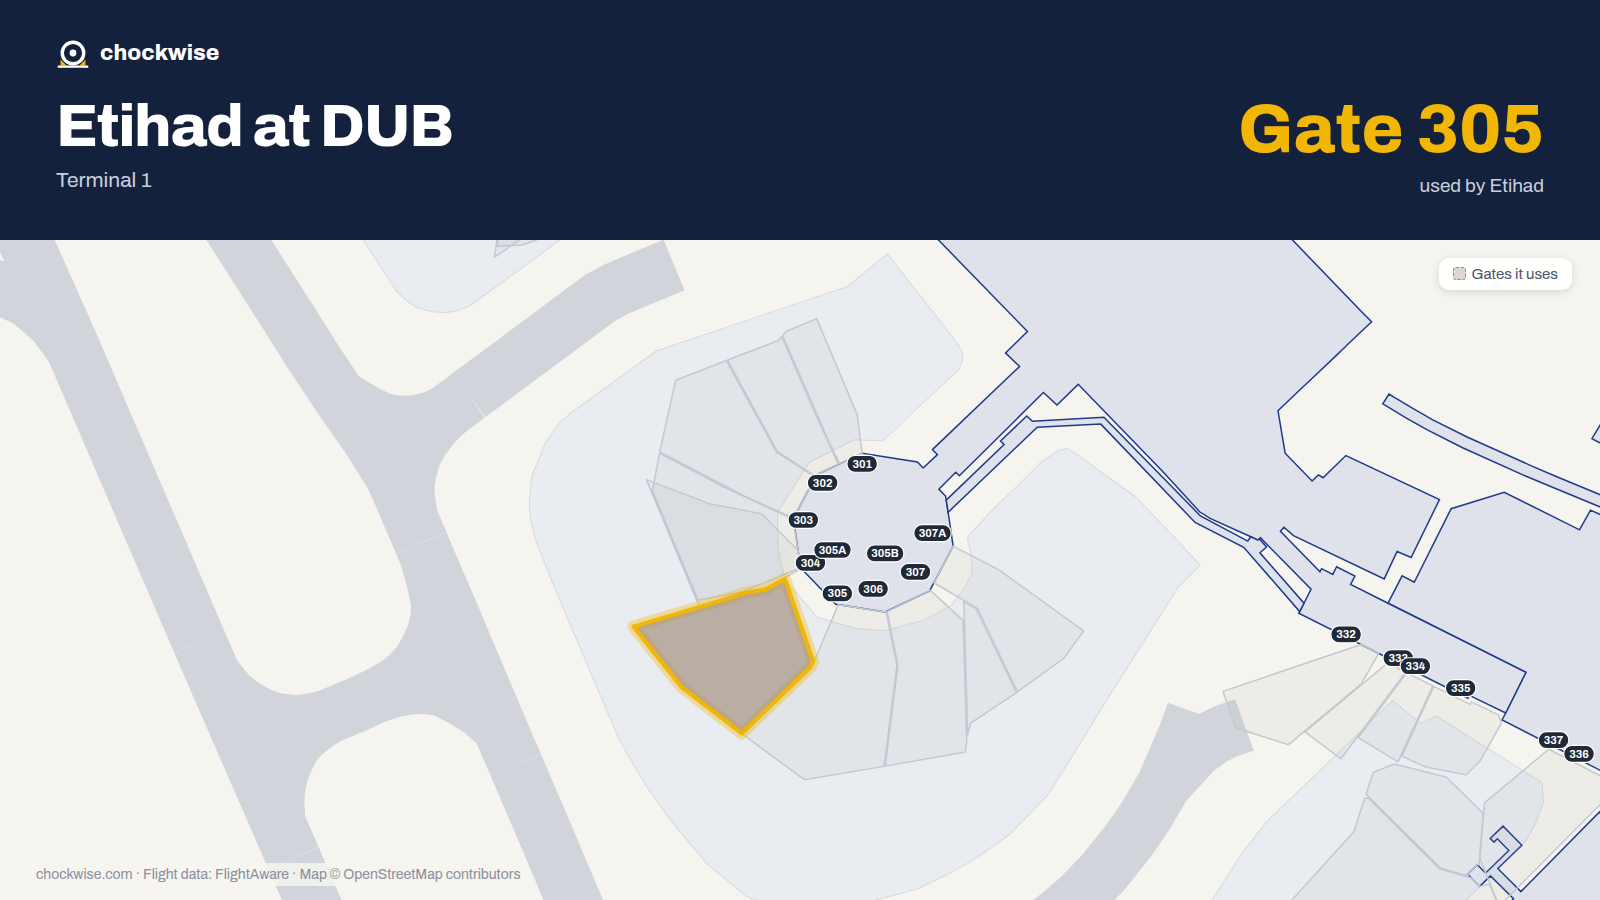 chockwise
Etihad at DUB
Gate 305
Terminal 1
used by Etihad
Gates it uses
301
302
303
307A
305A
305B
304
307
306
305
332
333
334
335
337
336
chockwise.com · Flight data: FlightAware · Map © OpenStreetMap contributors